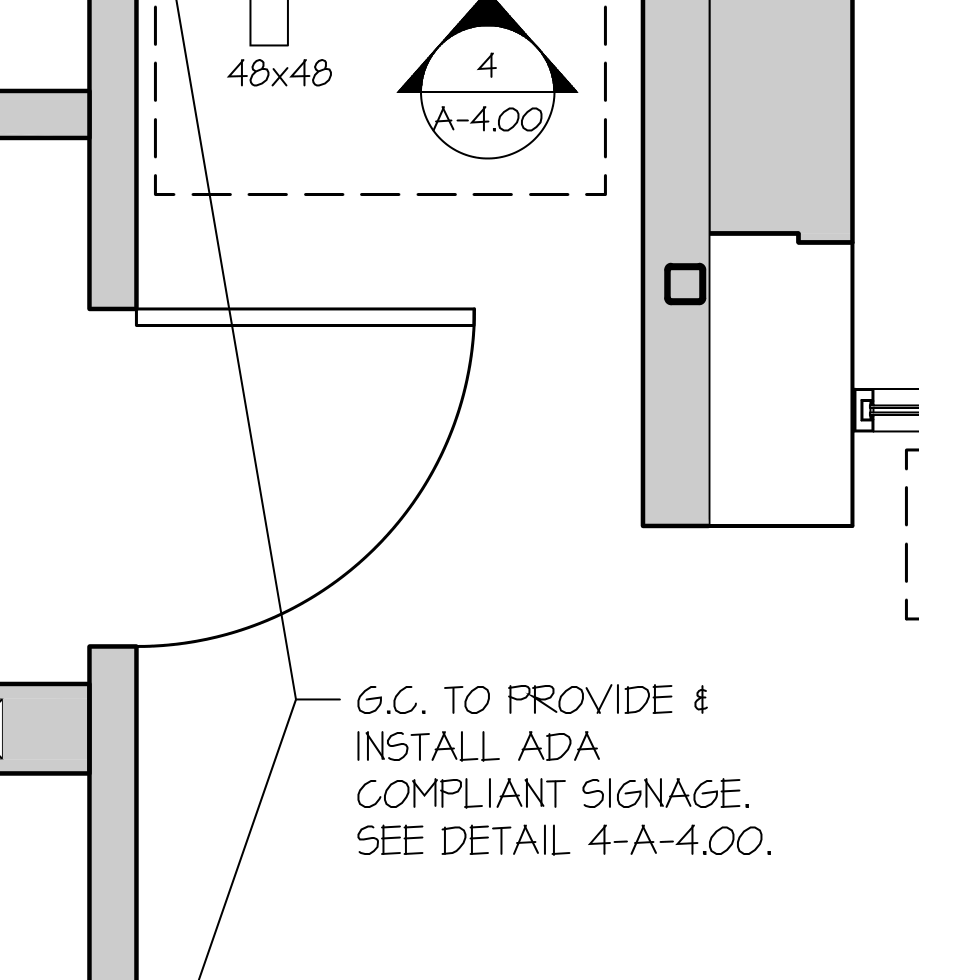 48x48
4
A-4.00
G.C. TO PROVIDE &
INSTALL ADA
COMPLIANT SIGNAGE.
SEE DETAIL 4-A-4.00.